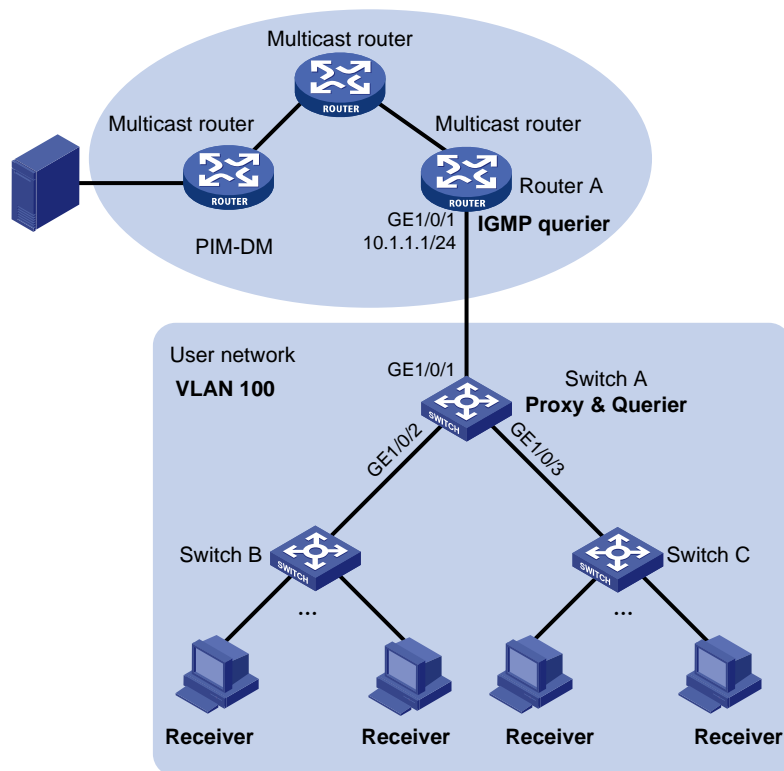 Multicast router
ROUTER
Multicast router
Multicast router
ROUTER
ROUTER
Router A
GE1/0/1
IGMP querier
10.1.1.1/24
PIM-DM
User network
VLAN 100
GE1/0/1
Switch A
Proxy & Querier
SWITCH
GE1/0/2
GE1/0/3
Switch B
SWITCH
Switch C
SWITCH
...
...
Receiver
Receiver
Receiver
Receiver